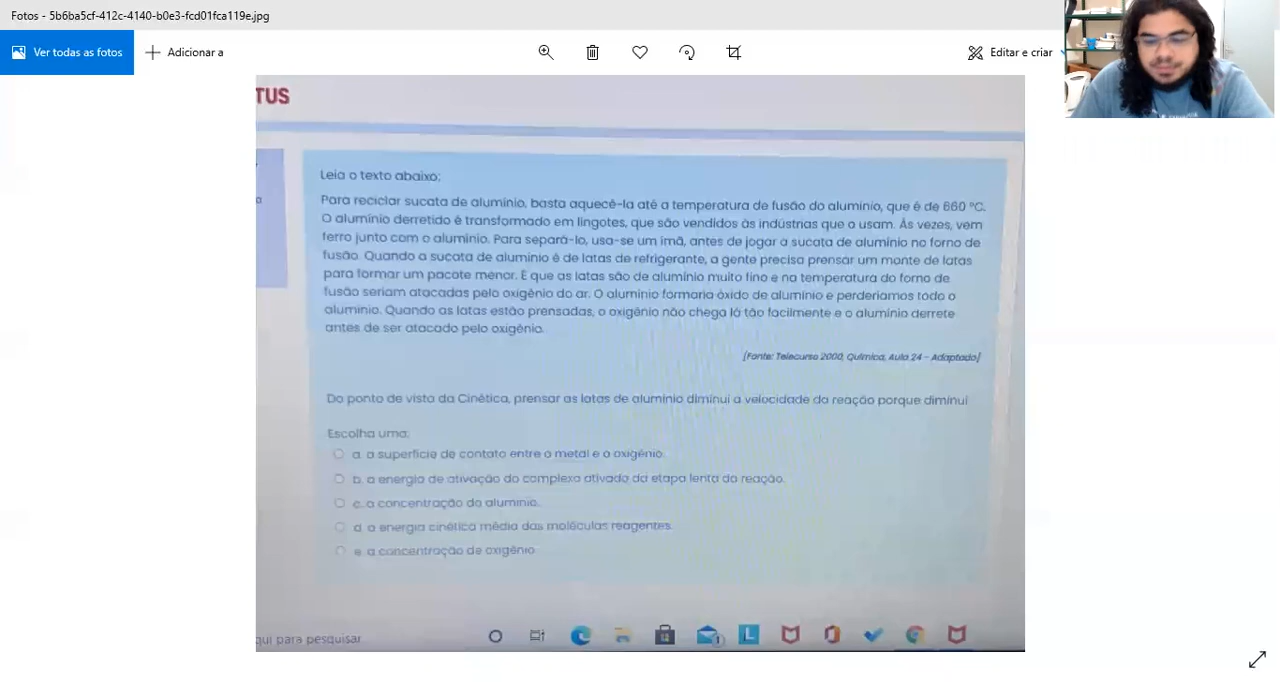 Fotos - 5b6ba5cf-412c-4140-b0e3-fcd01fca119e.jpg
Ver todas as fotos
Adicionar a
Editar e criar
TUS
Leia o texto abaixo:
Para reciclar sucata de alumínio, basta aquecê-la até a temperatura de fusão do alumínio, que é de 660 ºC.
O alumínio derretido é transformado em lingotes, que são vendidos às indústrias que o usam. Às vezes, vem
ferro junto com o alumínio. Para separá-lo, usa-se um imã, antes de jogar a sucata de alumínio no forno de
fusão. Quando a sucata de alumínio é de latas de refrigerante, a gente precisa prensar um monte de latas
para formar um pacote menor. É que as latas são de alumínio muito fino e na temperatura do forno de
fusão seriam atacadas pelo oxigênio do ar. O alumínio formaria óxido de alumínio e perderíamos todo o
alumínio. Quando as latas estão prensadas, o oxigênio não chega lá tão facilmente e o alumínio derrete
antes de ser atacado pelo oxigênio.
[Fonte: Telecurso 2000, Química, Aula 24 - Adaptado]
Do ponto de vista da Cinética, prensar as latas de alumínio diminui a velocidade da reação porque diminui
Escolha uma:
a. a superfície de contato entre o metal e o oxigênio.
b. a energia de ativação do complexo ativado da etapa lenta da reação.
c. a concentração do alumínio.
d. a energia cinética média das moléculas reagentes.
e. a concentração de oxigênio.
qui para pesquisar